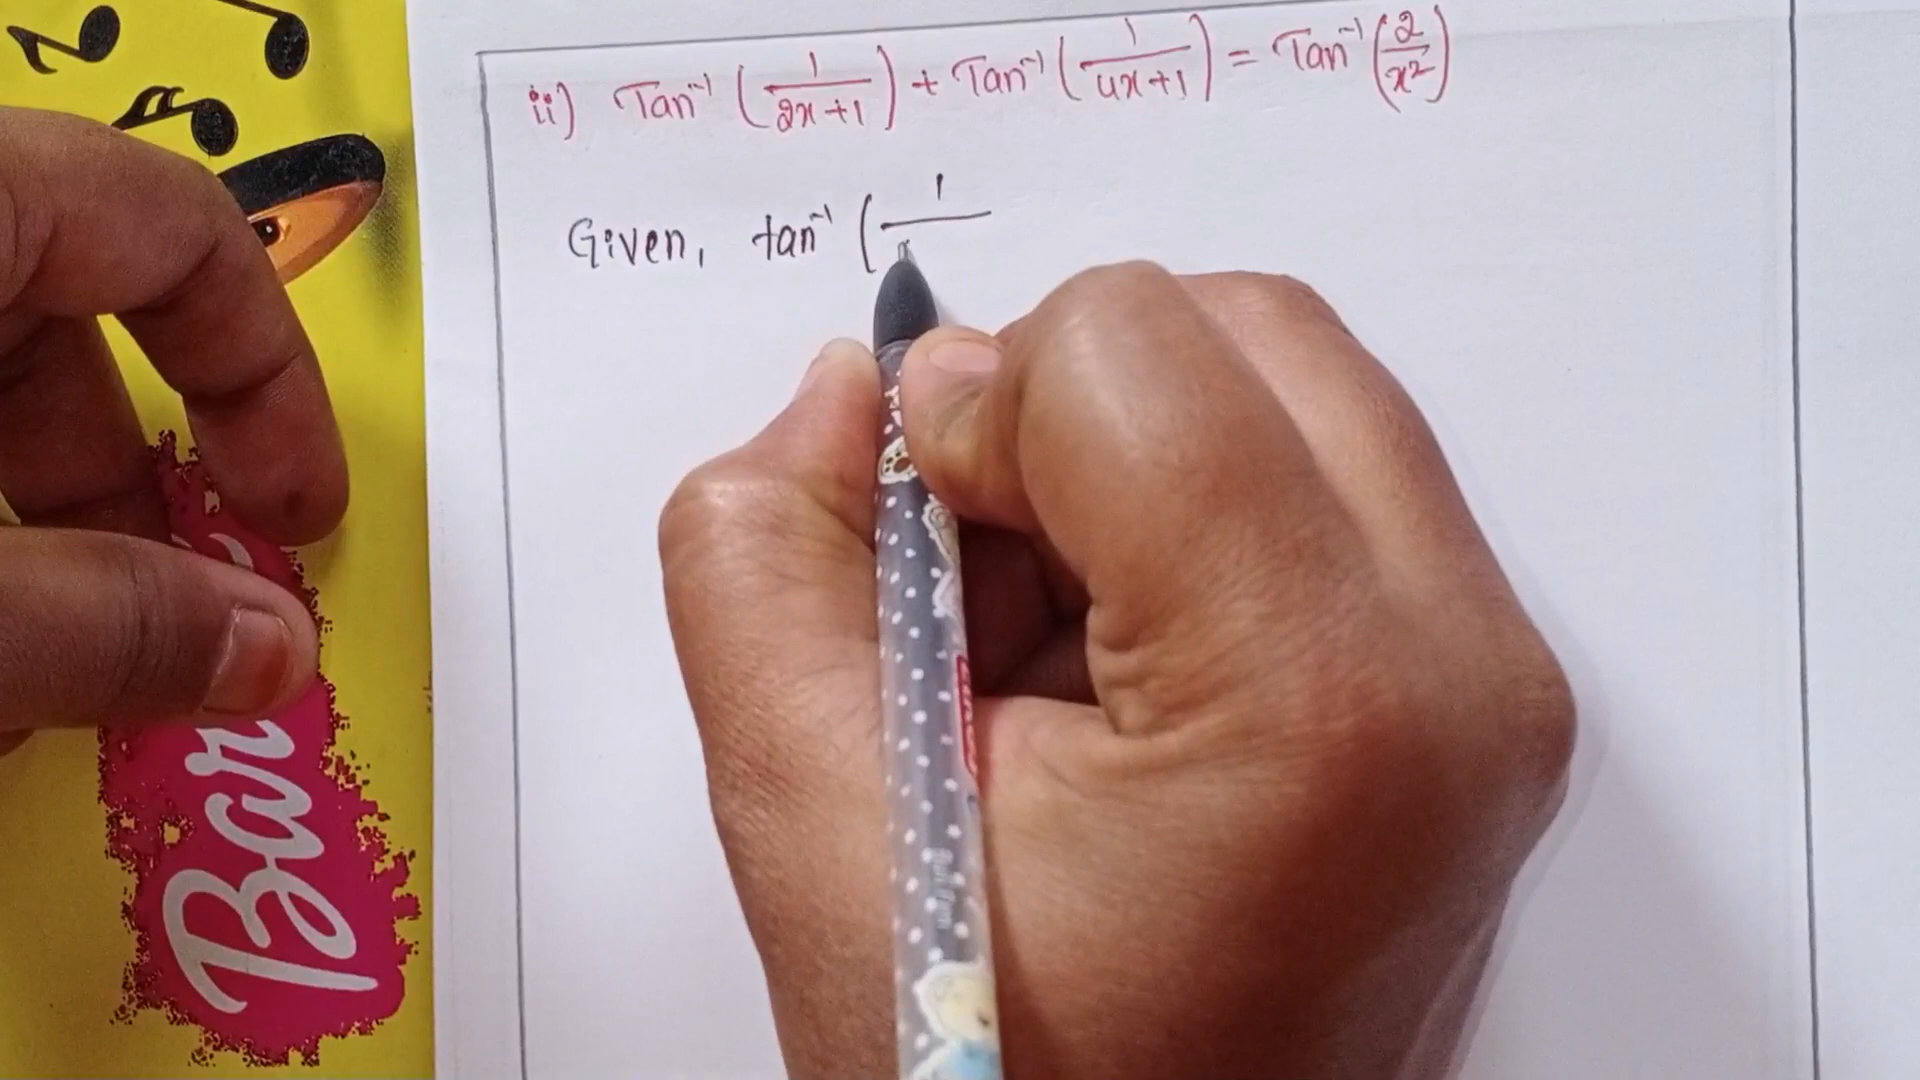 ii) Tan⁻¹ (1/2x+1) + Tan⁻¹ (1/4x+1) = Tan⁻¹ (2/x²)
Given, tan⁻¹ (1/
Bar